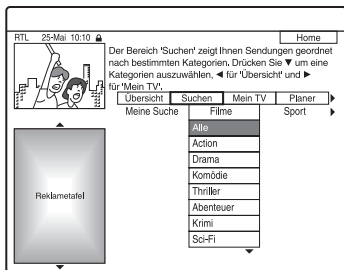 RTL 25-Mai 10:10 Home
Der Bereich 'Suchen' zeigt Ihnen Sendungen geordnet
nach bestimmten Kategorien. Drücken Sie ▼ um eine
Kategorien auszuwählen, ◄ für 'Übersicht' und ►
für 'Mein TV'.
Übersicht Suchen Mein TV Planer
Meine Suche Filme Sport
Alle
Action
Drama
Komödie
Thriller
Abenteuer
Krimi
Sci-Fi
Reklametafel